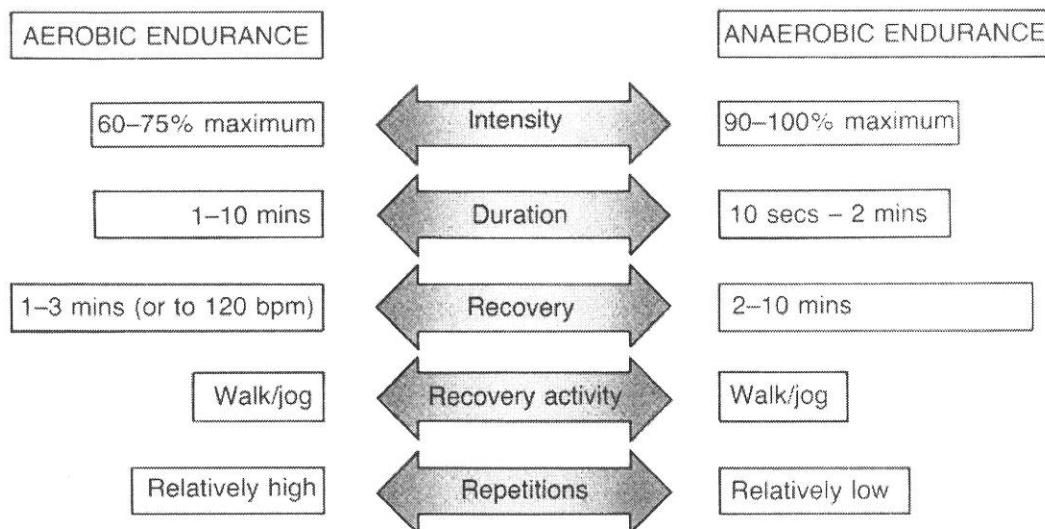 AEROBIC ENDURANCE
ANAEROBIC ENDURANCE
60–75% maximum
Intensity
90–100% maximum
1–10 mins
Duration
10 secs – 2 mins
1–3 mins (or to 120 bpm)
Recovery
2–10 mins
Walk/jog
Recovery activity
Walk/jog
Relatively high
Repetitions
Relatively low